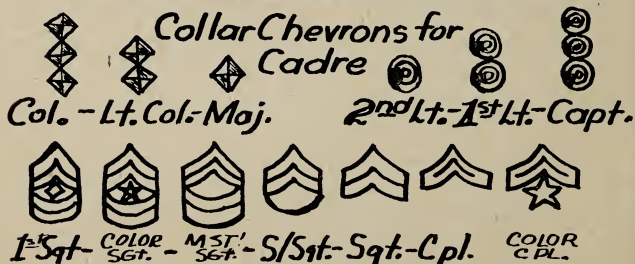 Collar Chevrons for
Cadre
Col. - Lt. Col. - Maj. 2nd Lt. - 1st Lt. - Capt.
1st Sgt - COLOR SGT. - MST! SGT. - S/Sgt. - Sgt. - Cpl. COLOR CPL.